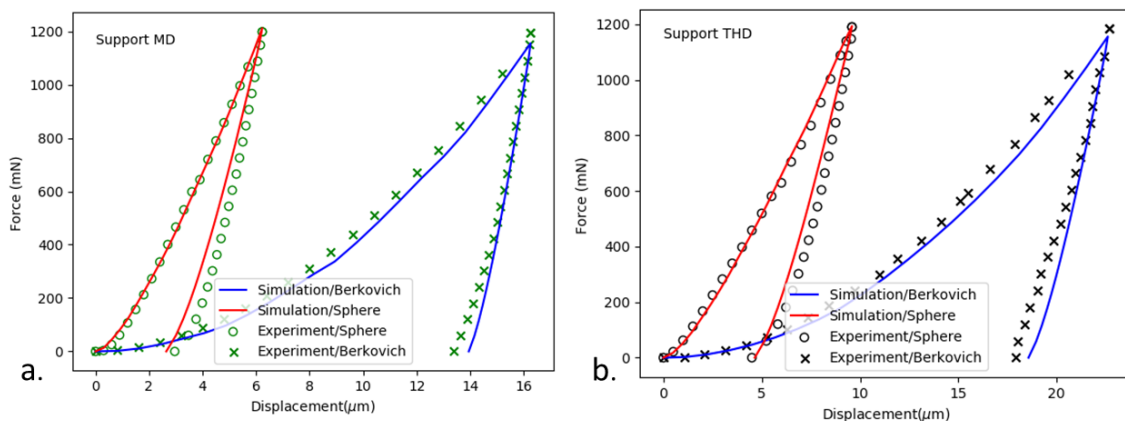 Support MD
1200
1000
800
600
400
200
0
Force (mN)
0
2
4
6
8
10
12
14
16
Displacement(μm)
Simulation/Berkovich
Simulation/Sphere
Experiment/Sphere
Experiment/Berkovich
a.
Support THD
1200
1000
800
600
400
200
0
Force (mN)
0
5
10
15
20
Displacement(μm)
Simulation/Berkovich
Simulation/Sphere
Experiment/Sphere
Experiment/Berkovich
b.